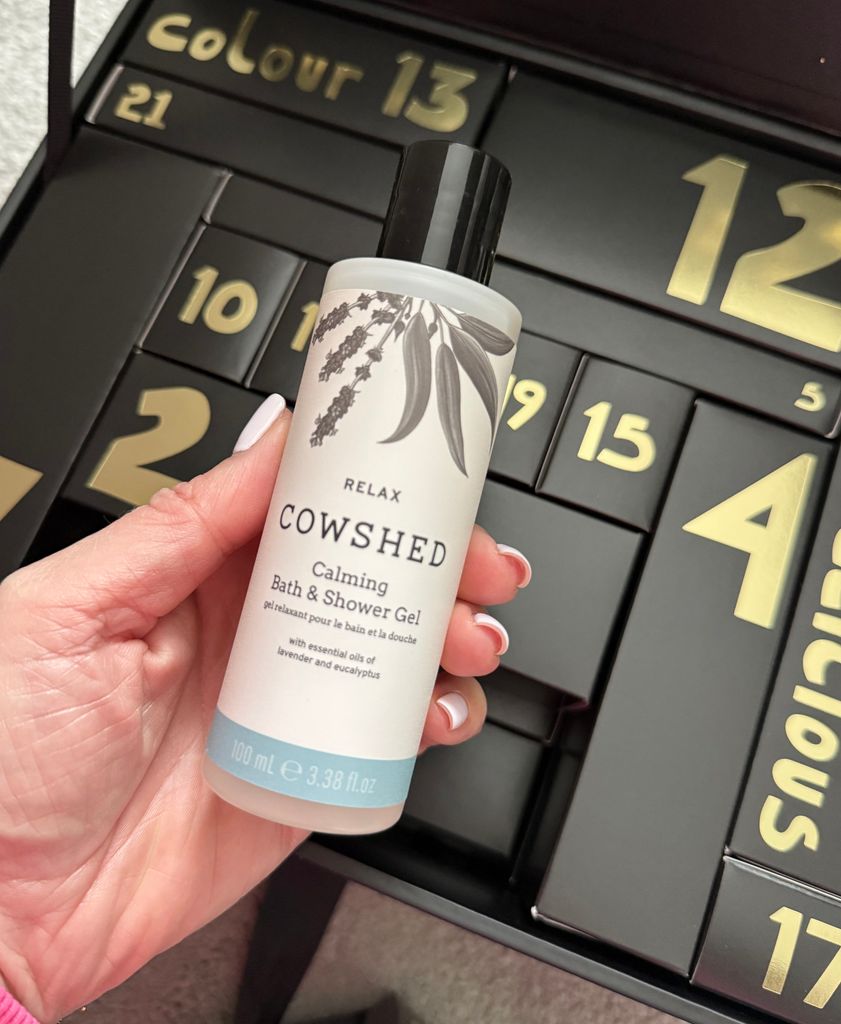 colour 13
21
12
10
1
19
15
5
2
4
DELICIOUS
17
RELAX
COWSHED
Calming
Bath & Shower Gel
gel relaxant pour le bain et la douche
with essential oils of
lavender and eucalyptus
100 mL ℮ 3.38 fl.oz